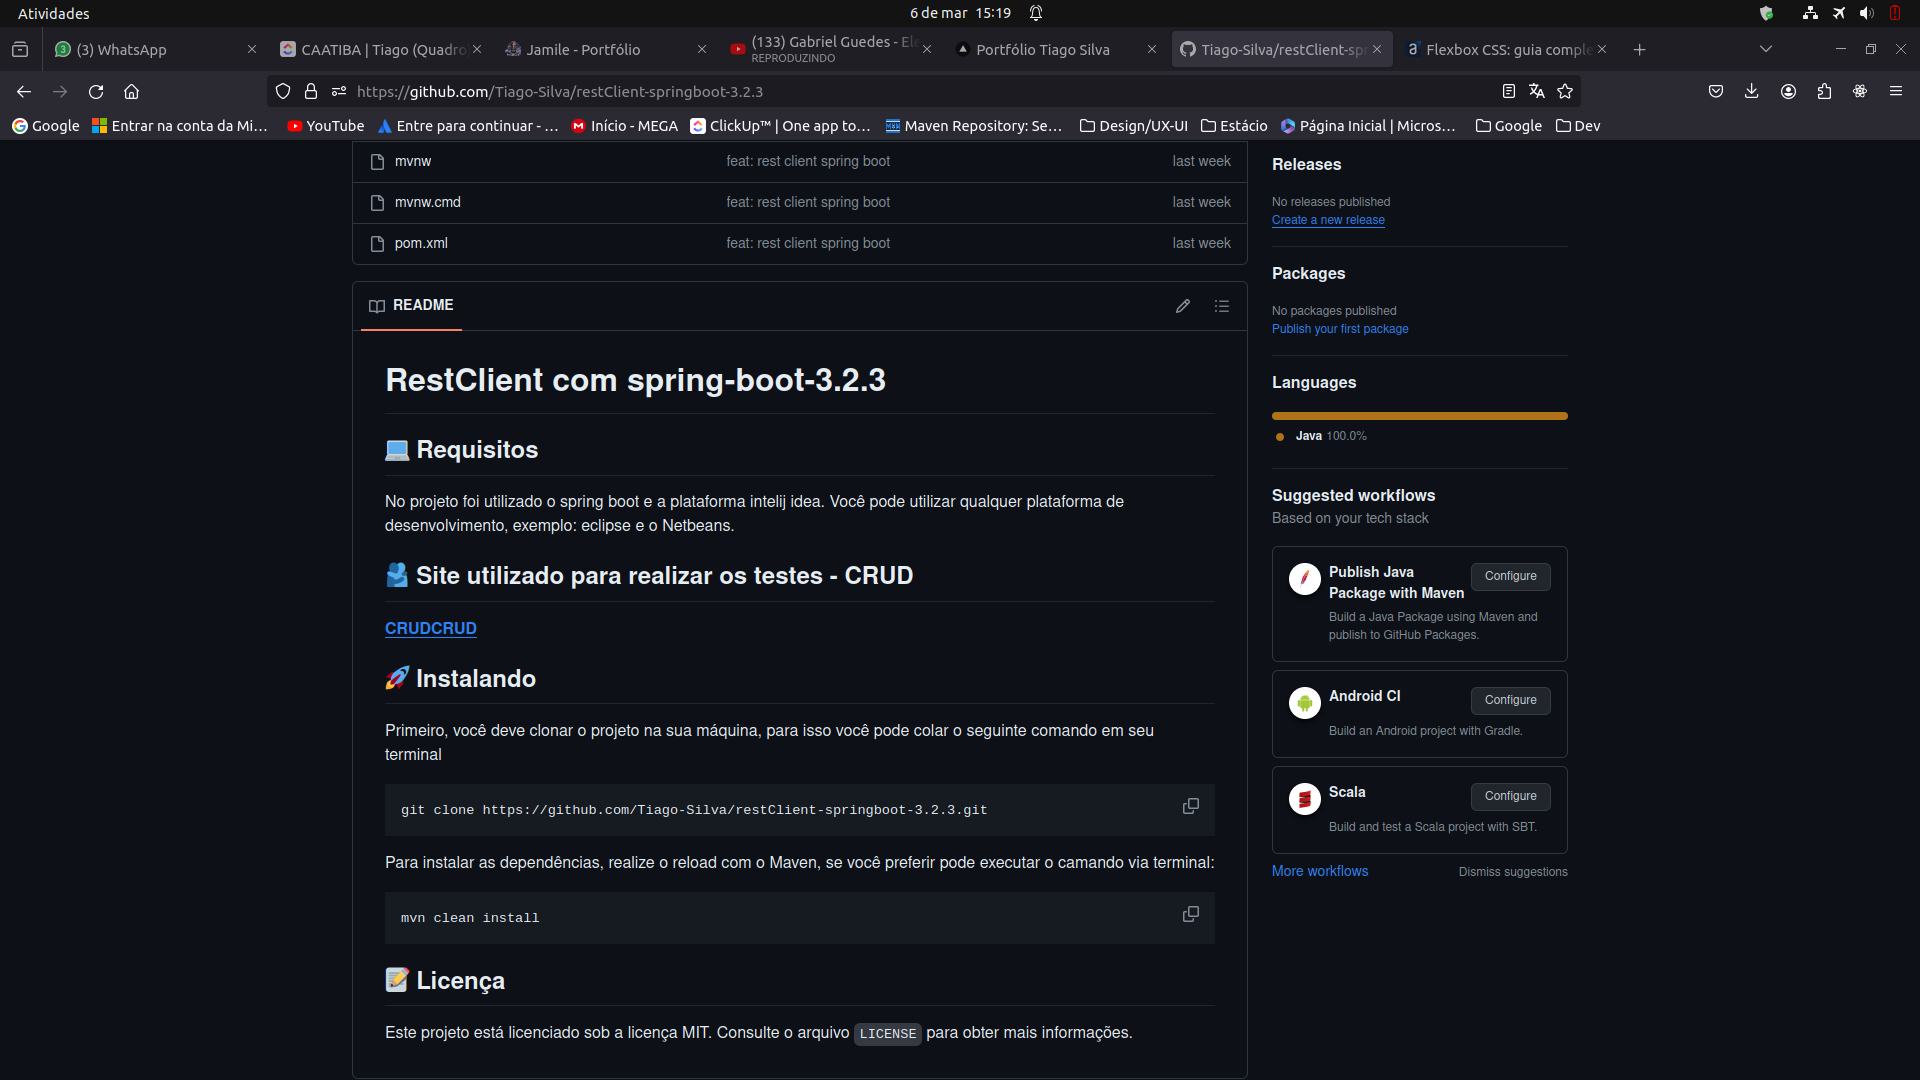 Atividades
6 de mar 15:19
(3) WhatsApp
CAATIBA | Tiago (Quadro
Jamile - Portfólio
(133) Gabriel Guedes - Ele
REPRODUZINDO
Portfólio Tiago Silva
Tiago-Silva/restClient-spr
Flexbox CSS: guia comple
https://github.com/Tiago-Silva/restClient-springboot-3.2.3
Google
Entrar na conta da Mi...
YouTube
Entre para continuar - ...
Início - MEGA
ClickUp™ | One app to...
Maven Repository: Se...
Design/UX-UI
Estácio
Página Inicial | Micros...
Google
Dev
mvnw feat: rest client spring boot last week
mvnw.cmd feat: rest client spring boot last week
pom.xml feat: rest client spring boot last week
README
RestClient com spring-boot-3.2.3
Requisitos
No projeto foi utilizado o spring boot e a plataforma intelij idea. Você pode utilizar qualquer plataforma de
desenvolvimento, exemplo: eclipse e o Netbeans.
Site utilizado para realizar os testes - CRUD
CRUDCRUD
Instalando
Primeiro, você deve clonar o projeto na sua máquina, para isso você pode colar o seguinte comando em seu
terminal
git clone https://github.com/Tiago-Silva/restClient-springboot-3.2.3.git
Para instalar as dependências, realize o reload com o Maven, se você preferir pode executar o camando via terminal:
mvn clean install
Licença
Este projeto está licenciado sob a licença MIT. Consulte o arquivo LICENSE para obter mais informações.
Releases
No releases published
Create a new release
Packages
No packages published
Publish your first package
Languages
Java 100.0%
Suggested workflows
Based on your tech stack
Publish Java
Package with Maven
Configure
Build a Java Package using Maven and
publish to GitHub Packages.
Android CI
Configure
Build an Android project with Gradle.
Scala
Configure
Build and test a Scala project with SBT.
More workflows
Dismiss suggestions